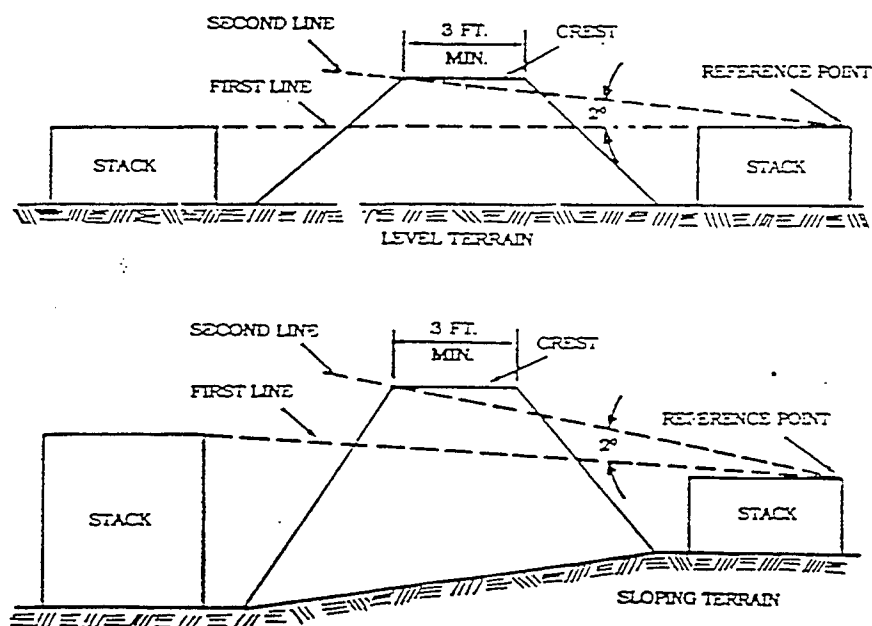 SECOND LINE
3 FT.
MIN.
CREST
FIRST LINE
REFERENCE POINT
2°
STACK
STACK
LEVEL TERRAIN
SECOND LINE
3 FT.
MIN.
CREST
FIRST LINE
REFERENCE POINT
2°
STACK
STACK
SLOPING TERRAIN